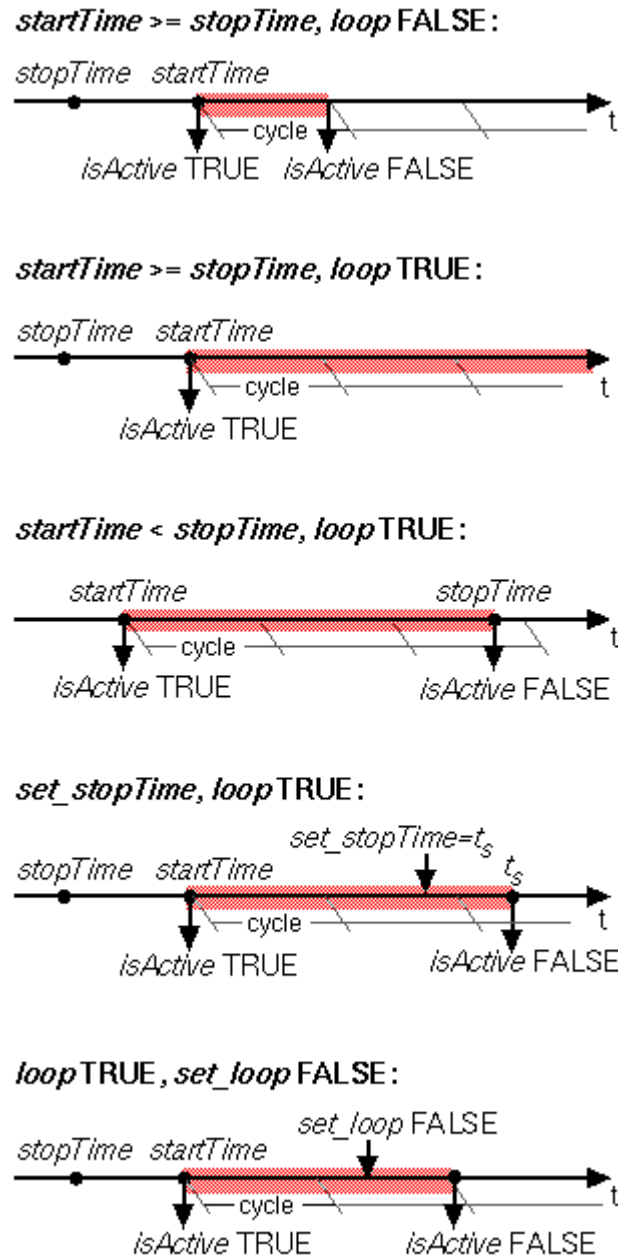 startTime >= stopTime, loop FALSE:
stopTime startTime
cycle t
isActive TRUE isActive FALSE
startTime >= stopTime, loop TRUE:
stopTime startTime
cycle t
isActive TRUE
startTime < stopTime, loop TRUE:
startTime stopTime
cycle t
isActive TRUE isActive FALSE
set_stopTime, loop TRUE:
set_stopTime=ts
stopTime startTime ts
cycle t
isActive TRUE isActive FALSE
loop TRUE, set_loop FALSE:
set_loop FALSE
stopTime startTime
cycle t
isActive TRUE isActive FALSE